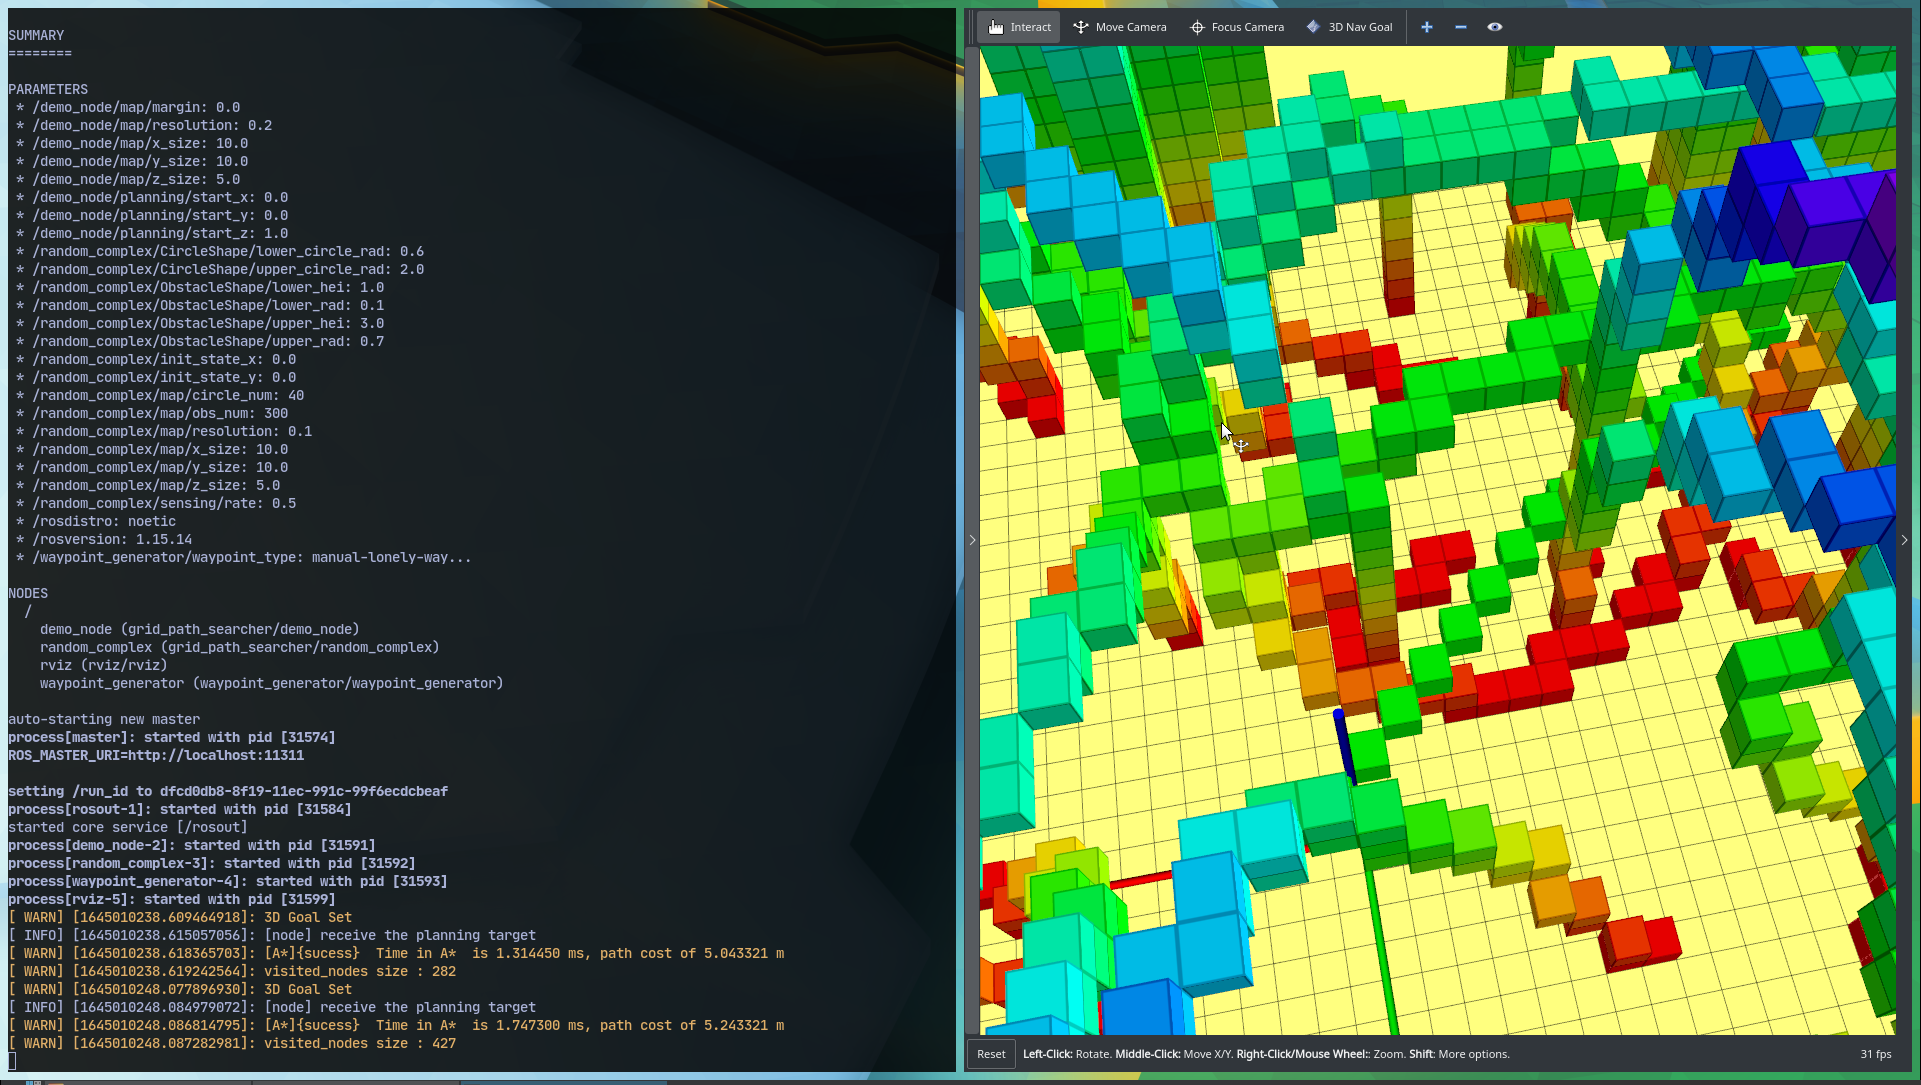 SUMMARY
========
PARAMETERS
* /demo_node/map/margin: 0.0
* /demo_node/map/resolution: 0.2
* /demo_node/map/x_size: 10.0
* /demo_node/map/y_size: 10.0
* /demo_node/map/z_size: 5.0
* /demo_node/planning/start_x: 0.0
* /demo_node/planning/start_y: 0.0
* /demo_node/planning/start_z: 1.0
* /random_complex/CircleShape/lower_circle_rad: 0.6
* /random_complex/CircleShape/upper_circle_rad: 2.0
* /random_complex/ObstacleShape/lower_hei: 1.0
* /random_complex/ObstacleShape/lower_rad: 0.1
* /random_complex/ObstacleShape/upper_hei: 3.0
* /random_complex/ObstacleShape/upper_rad: 0.7
* /random_complex/init_state_x: 0.0
* /random_complex/init_state_y: 0.0
* /random_complex/map/circle_num: 40
* /random_complex/map/obs_num: 300
* /random_complex/map/resolution: 0.1
* /random_complex/map/x_size: 10.0
* /random_complex/map/y_size: 10.0
* /random_complex/map/z_size: 5.0
* /random_complex/sensing/rate: 0.5
* /rosdistro: noetic
* /rosversion: 1.15.14
* /waypoint_generator/waypoint_type: manual-lonely-way...
NODES
/
demo_node (grid_path_searcher/demo_node)
random_complex (grid_path_searcher/random_complex)
rviz (rviz/rviz)
waypoint_generator (waypoint_generator/waypoint_generator)
auto-starting new master
process[master]: started with pid [31574]
ROS_MASTER_URI=http://localhost:11311
setting /run_id to dfcd0db8-8f19-11ec-991c-99f6ecdcbeaf
process[rosout-1]: started with pid [31584]
started core service [/rosout]
process[demo_node-2]: started with pid [31591]
process[random_complex-3]: started with pid [31592]
process[waypoint_generator-4]: started with pid [31593]
process[rviz-5]: started with pid [31599]
[ WARN] [1645010238.609464918]: 3D Goal Set
[ INFO] [1645010238.615057056]: [node] receive the planning target
[ WARN] [1645010238.618365703]: [A*]{sucess}  Time in A*  is 1.314450 ms, path cost of 5.043321 m
[ WARN] [1645010238.619242564]: visited_nodes size : 282
[ WARN] [1645010248.077896930]: 3D Goal Set
[ INFO] [1645010248.084979072]: [node] receive the planning target
[ WARN] [1645010248.086814795]: [A*]{sucess}  Time in A*  is 1.747300 ms, path cost of 5.243321 m
[ WARN] [1645010248.087282981]: visited_nodes size : 427
Interact Move Camera Focus Camera 3D Nav Goal
Reset Left-Click: Rotate. Middle-Click: Move X/Y. Right-Click/Mouse Wheel:: Zoom. Shift: More options. 31 fps